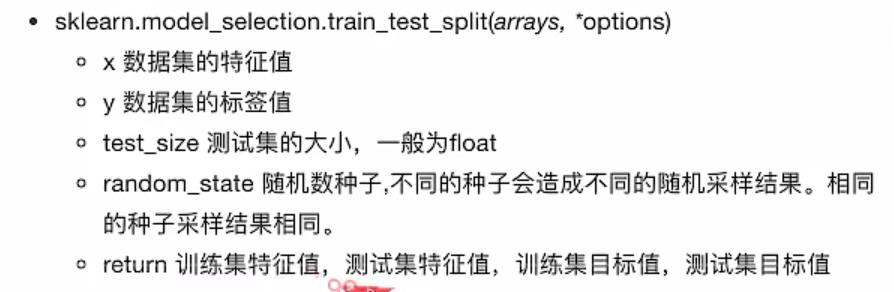 sklearn.model_selection.train_test_split(arrays, *options)
x 数据集的特征值
y 数据集的标签值
test_size 测试集的大小，一般为float
random_state 随机数种子,不同的种子会造成不同的随机采样结果。相同
的种子采样结果相同。
return 训练集特征值，测试集特征值，训练集目标值，测试集目标值